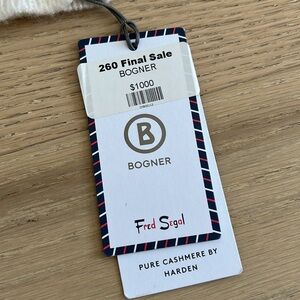 260 Final Sale
BOGNER
$1000
B
BOGNER
Fred Segal
PURE CASHMERE BY
HARDEN